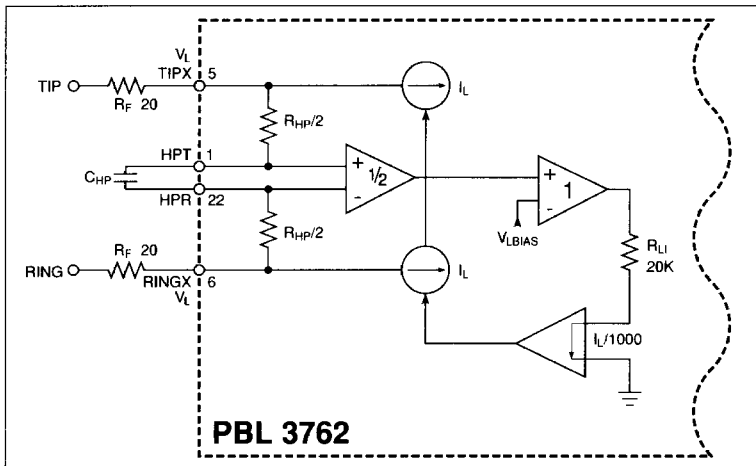 V_L
TIPX 5
TIP
R_F 20
I_L
R_HP/2
HPT 1
+
1/2
-
C_HP
HPR 22
+
1
-
V_LBIAS
R_HP/2
R_LI
20K
R_F 20
RING
RINGX 6
V_L
I_L
I_L/1000
PBL 3762